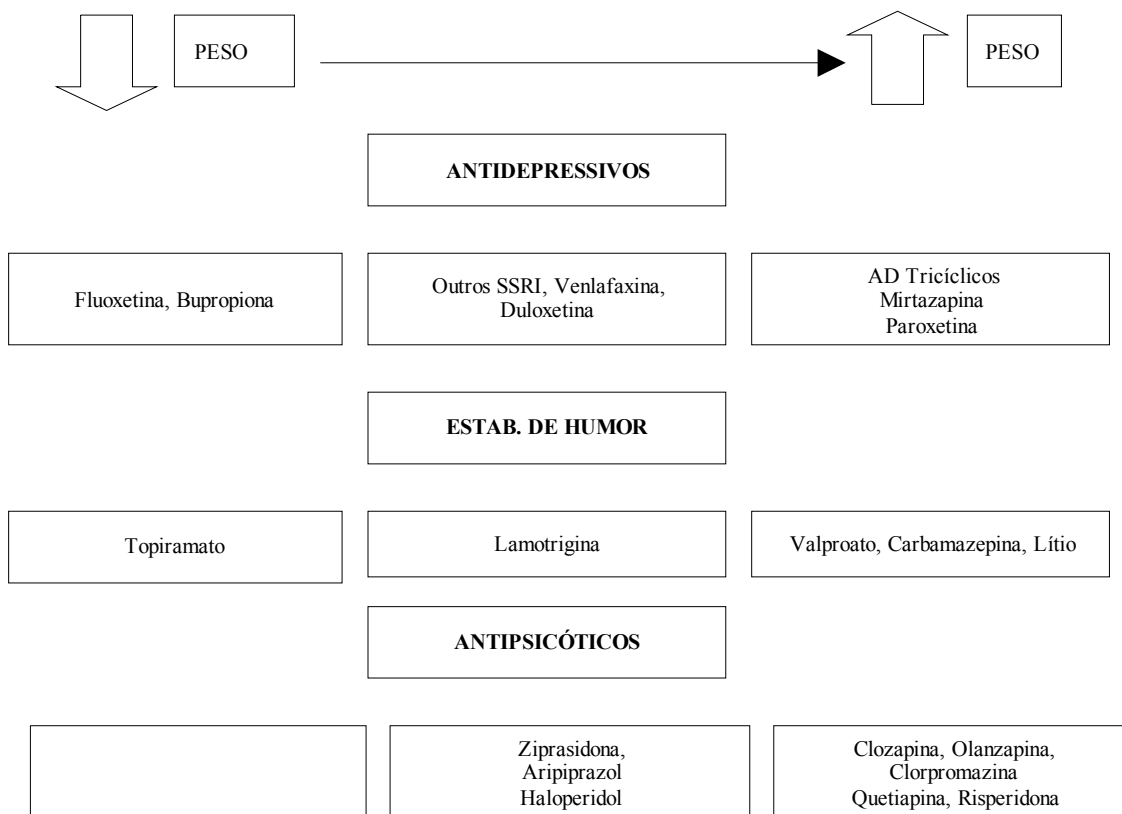 PESO
PESO
ANTIDEPRESSIVOS
Fluoxetina, Bupropiona
Outros SSRI, Venlafaxina,
Duloxetina
AD Tricíclicos
Mirtazapina
Paroxetina
ESTAB. DE HUMOR
Topiramato
Lamotrigina
Valproato, Carbamazepina, Lítio
ANTIPSICÓTICOS
Ziprasidona,
Aripiprazol
Haloperidol
Clozapina, Olanzapina,
Clorpromazina
Quetiapina, Risperidona